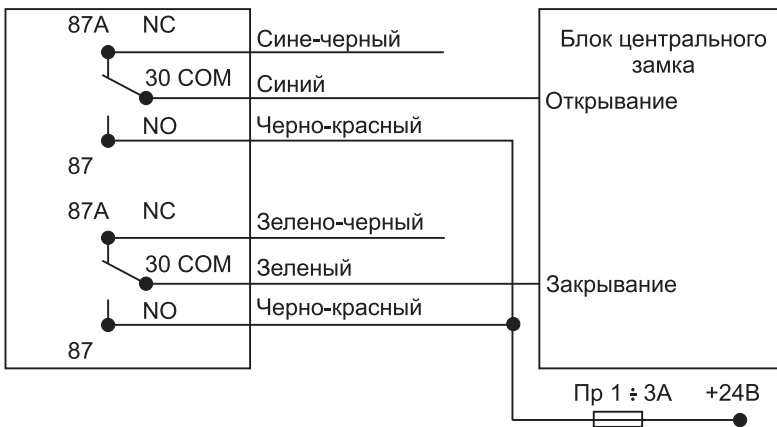 87A NC
Сине-черный
30 COM
Синий
NO
Черно-красный
87
87A NC
Зелено-черный
30 COM
Зеленый
NO
Черно-красный
87
Блок центрального
замка
Открывание
Закрывание
Пр 1 ÷ 3А +24В